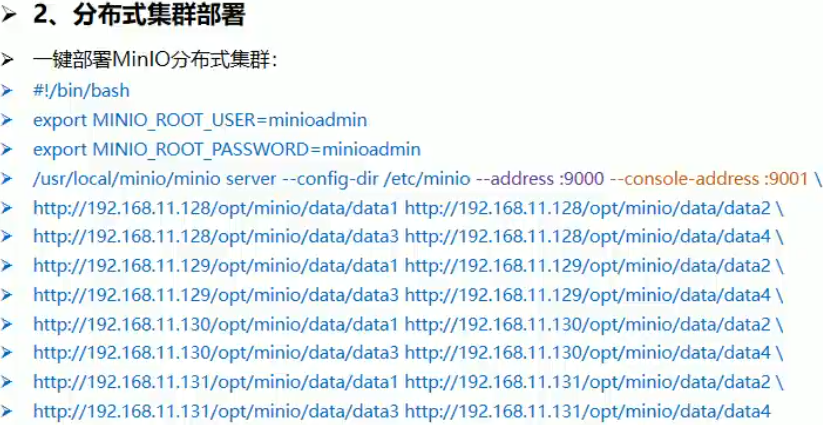 ➤ 2、分布式集群部署
➤ 一键部署MinIO分布式集群：
➤ #!/bin/bash
➤ export MINIO_ROOT_USER=minioadmin
➤ export MINIO_ROOT_PASSWORD=minioadmin
➤ /usr/local/minio/minio server --config-dir /etc/minio --address :9000 --console-address :9001 \
➤ http://192.168.11.128/opt/minio/data/data1 http://192.168.11.128/opt/minio/data/data2 \
➤ http://192.168.11.128/opt/minio/data/data3 http://192.168.11.128/opt/minio/data/data4 \
➤ http://192.168.11.129/opt/minio/data/data1 http://192.168.11.129/opt/minio/data/data2 \
➤ http://192.168.11.129/opt/minio/data/data3 http://192.168.11.129/opt/minio/data/data4 \
➤ http://192.168.11.130/opt/minio/data/data1 http://192.168.11.130/opt/minio/data/data2 \
➤ http://192.168.11.130/opt/minio/data/data3 http://192.168.11.130/opt/minio/data/data4 \
➤ http://192.168.11.131/opt/minio/data/data1 http://192.168.11.131/opt/minio/data/data2 \
➤ http://192.168.11.131/opt/minio/data/data3 http://192.168.11.131/opt/minio/data/data4